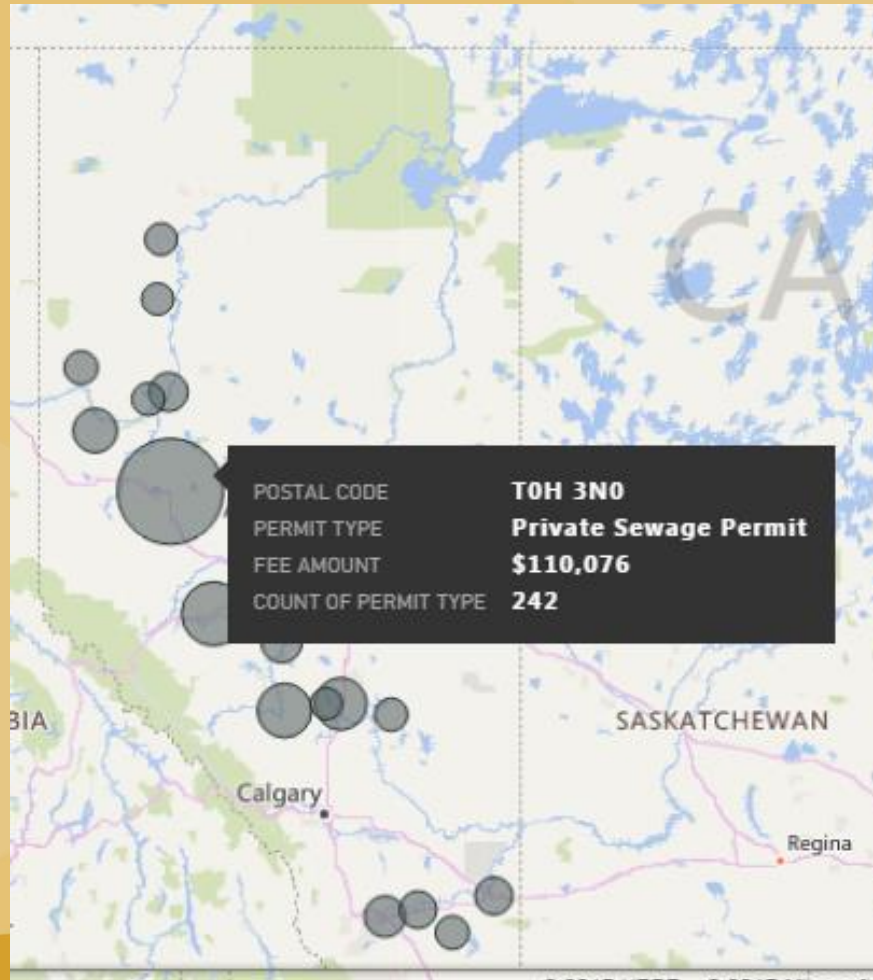 CA
POSTAL CODE T0H 3N0
PERMIT TYPE Private Sewage Permit
FEE AMOUNT $110,076
COUNT OF PERMIT TYPE 242
BIA
SASKATCHEWAN
Calgary
Regina